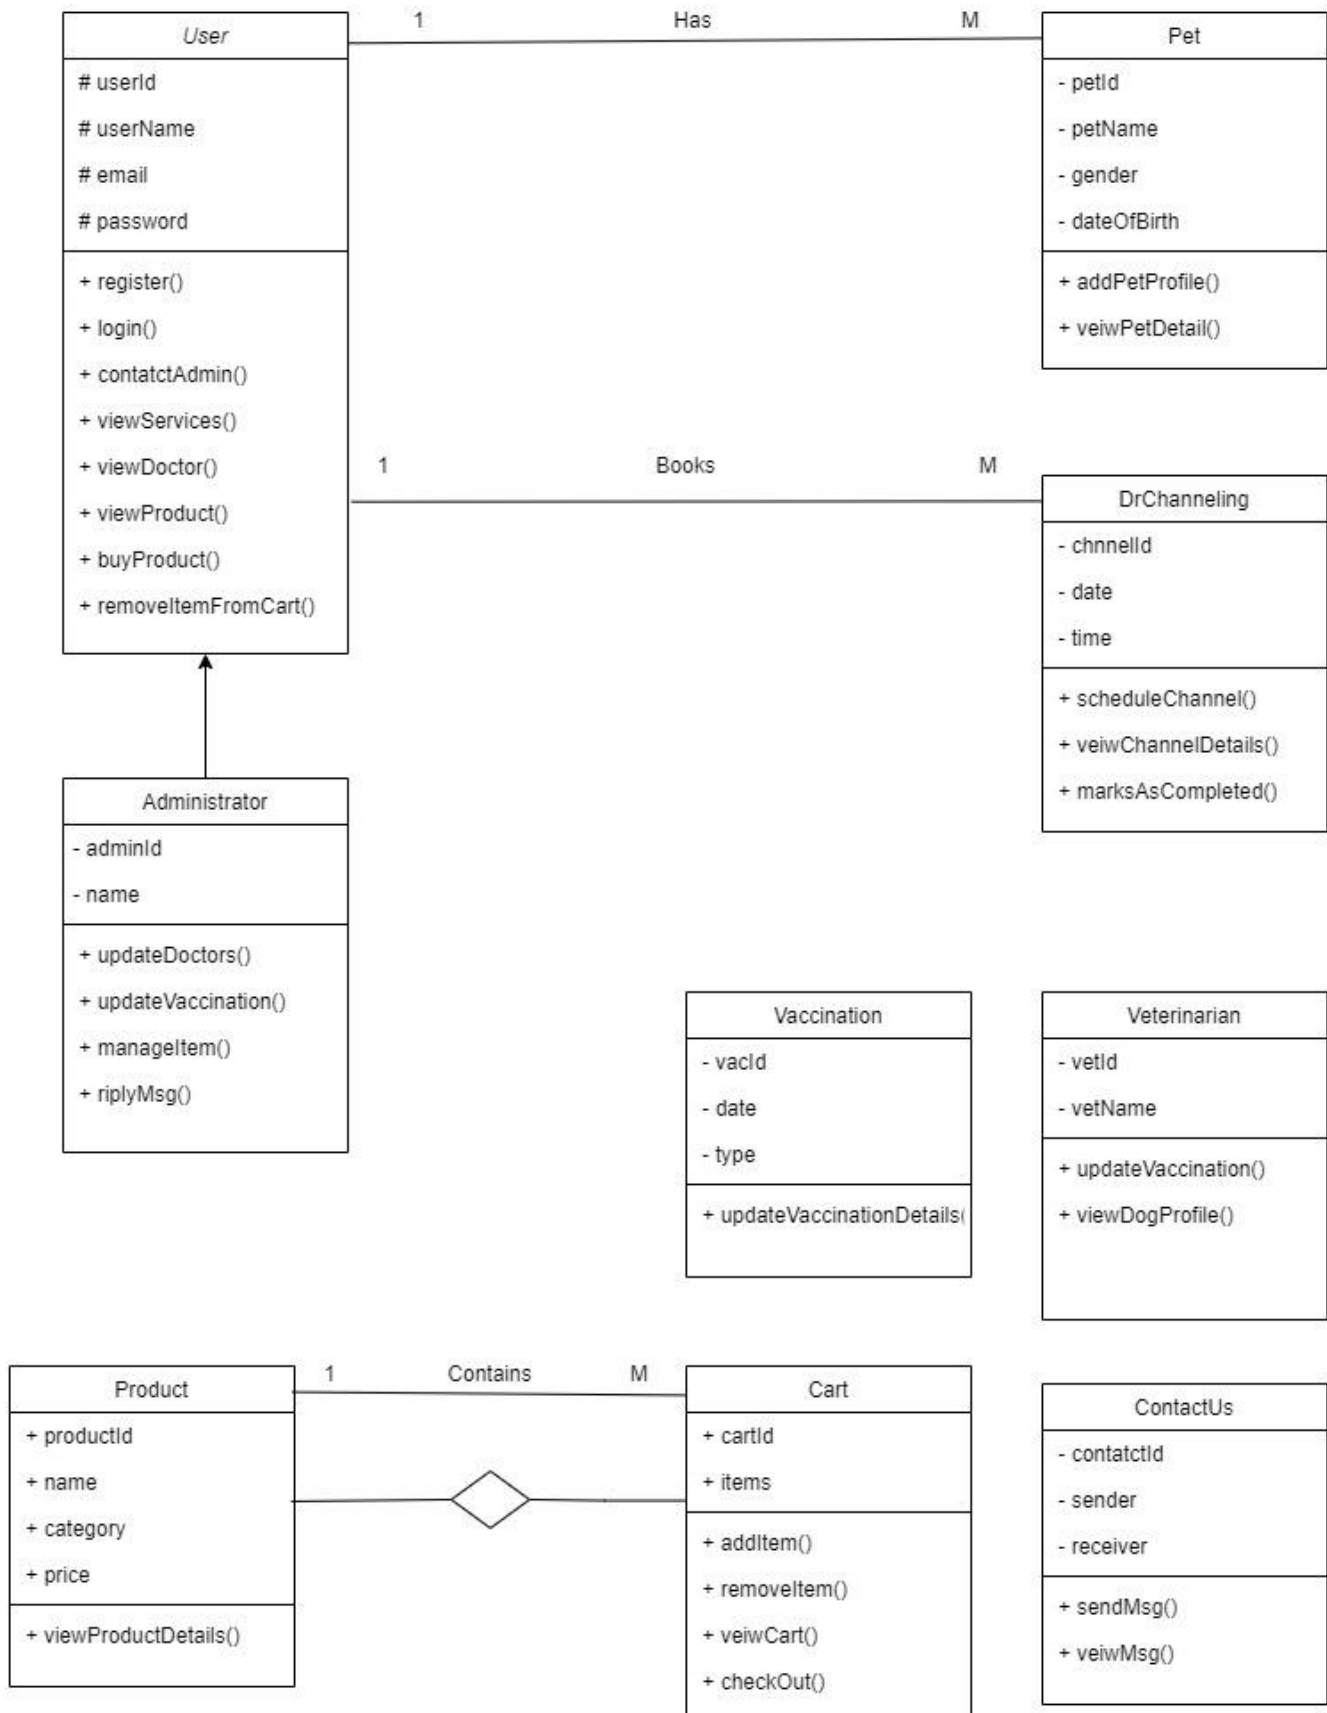 User
# userId
# userName
# email
# password
+ register()
+ login()
+ contatctAdmin()
+ viewServices()
+ viewDoctor()
+ viewProduct()
+ buyProduct()
+ removeItemFromCart()
1 Has M
Pet
- petId
- petName
- gender
- dateOfBirth
+ addPetProfile()
+ veiwPetDetail()
1 Books M
DrChanneling
- chnnelId
- date
- time
+ scheduleChannel()
+ veiwChannelDetails()
+ marksAsCompleted()
Administrator
- adminId
- name
+ updateDoctors()
+ updateVaccination()
+ manageItem()
+ riplyMsg()
Vaccination
- vacId
- date
- type
+ updateVaccinationDetails(
Veterinarian
- vetId
- vetName
+ updateVaccination()
+ viewDogProfile()
Product
+ productId
+ name
+ category
+ price
+ viewProductDetails()
1 Contains M
Cart
+ cartId
+ items
+ addItem()
+ removeItem()
+ veiwCart()
+ checkOut()
ContactUs
- contatctId
- sender
- receiver
+ sendMsg()
+ veiwMsg()